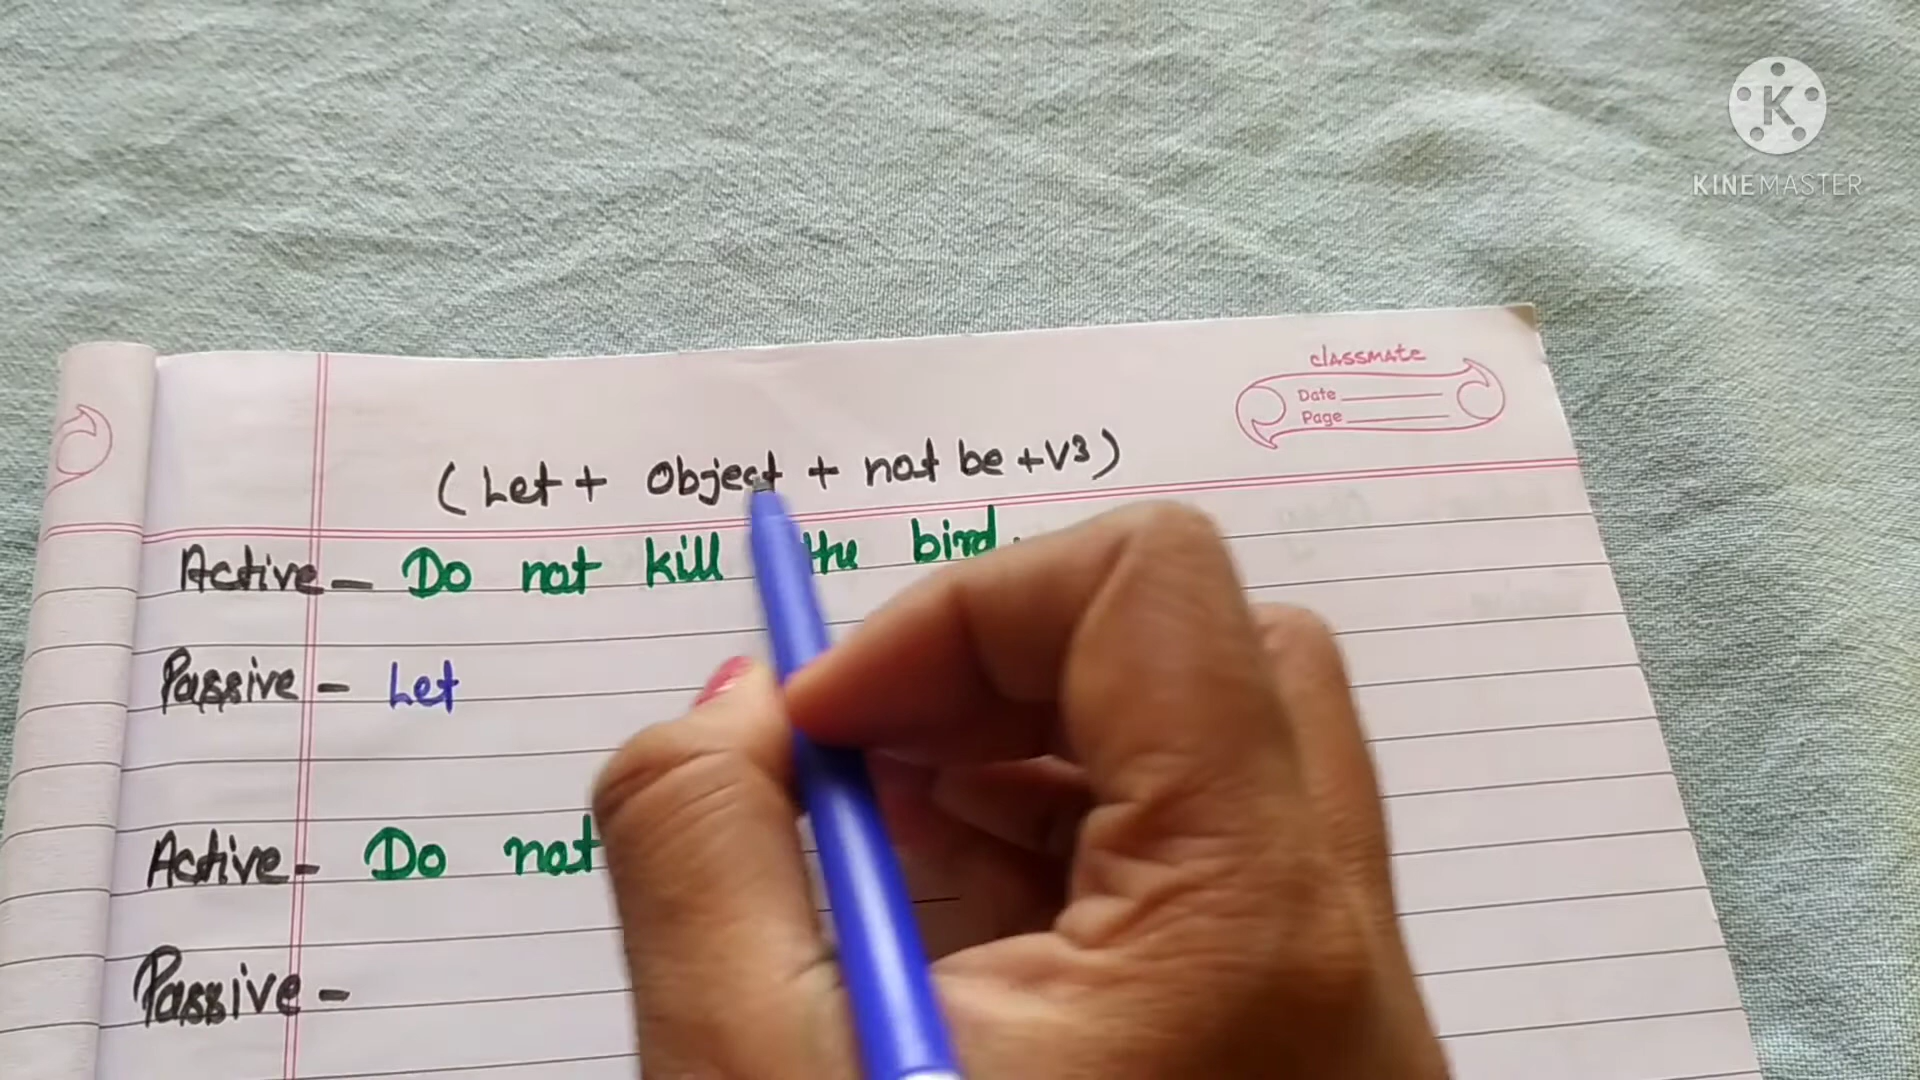 KINEMASTER
classmate
Date
Page
(Let + Object + not be + V3)
Active - Do not kill the bird.
Passive - Let
Active - Do not
Passive -